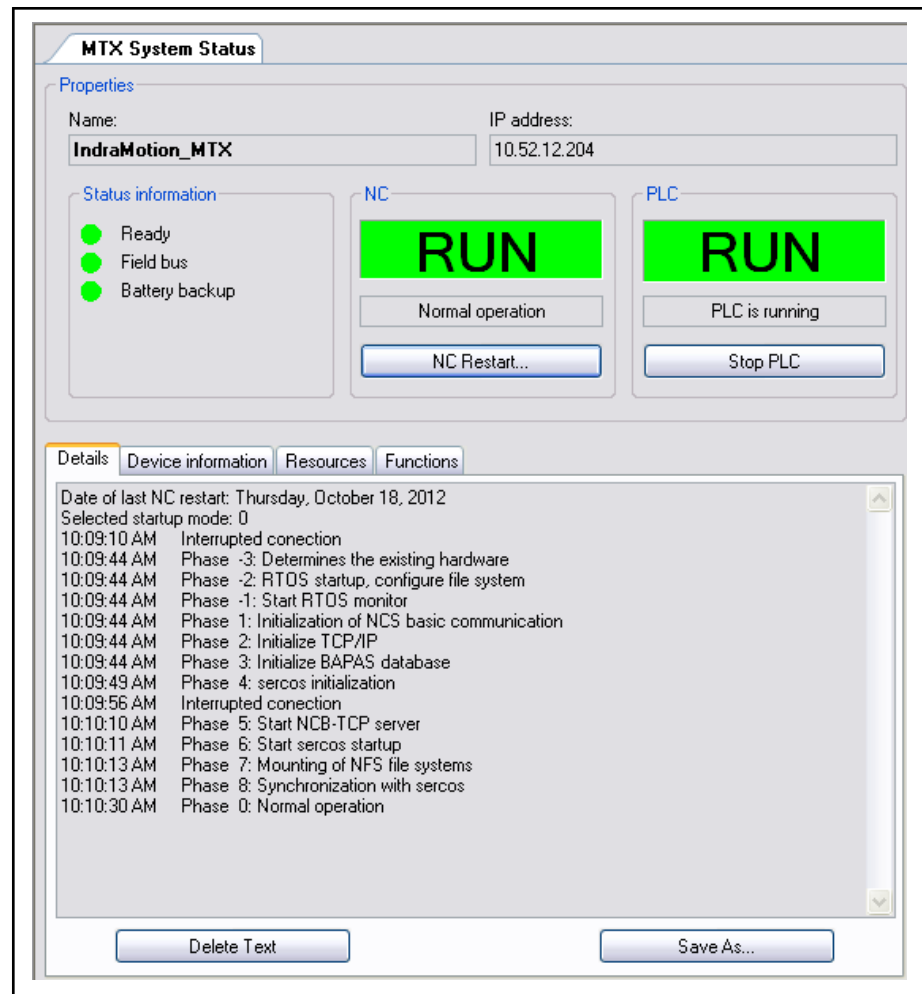 MTX System Status
Properties
Name:
IP address:
IndraMotion_MTX
10.52.12.204
Status information
NC
PLC
Ready
Field bus
Battery backup
RUN
RUN
Normal operation
PLC is running
NC Restart...
Stop PLC
Details Device information Resources Functions
Date of last NC restart: Thursday, October 18, 2012
Selected startup mode: 0
10:09:10 AM Interrupted conection
10:09:44 AM Phase -3: Determines the existing hardware
10:09:44 AM Phase -2: RTOS startup, configure file system
10:09:44 AM Phase -1: Start RTOS monitor
10:09:44 AM Phase 1: Initialization of NCS basic communication
10:09:44 AM Phase 2: Initialize TCP/IP
10:09:44 AM Phase 3: Initialize BAPAS database
10:09:49 AM Phase 4: sercos initialization
10:09:56 AM Interrupted conection
10:10:10 AM Phase 5: Start NCB-TCP server
10:10:11 AM Phase 6: Start sercos startup
10:10:13 AM Phase 7: Mounting of NFS file systems
10:10:13 AM Phase 8: Synchronization with sercos
10:10:30 AM Phase 0: Normal operation
Delete Text
Save As...